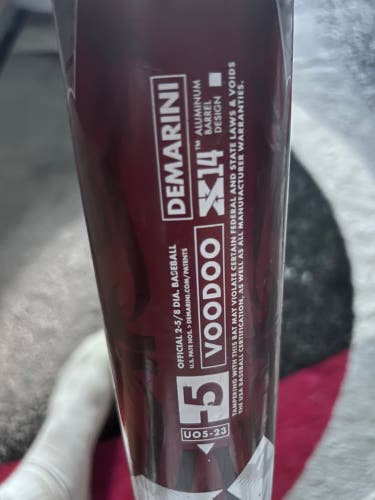 DEMARINI
X14™ ALUMINUM
BARREL
DESIGN
OFFICIAL 2-5/8 DIA. BASEBALL
U.S. PATE NOS. > DEMARINI.COM/PATENTS
VOODOO
-5
UO5-23
TAMPERING WITH THIS BAT MAY VIOLATE CERTAIN FEDERAL AND STATE LAWS & VOIDS
THE USA BASEBALL CERTIFICATION, AS WELL AS ALL MANUFACTURER WARRANTIES.